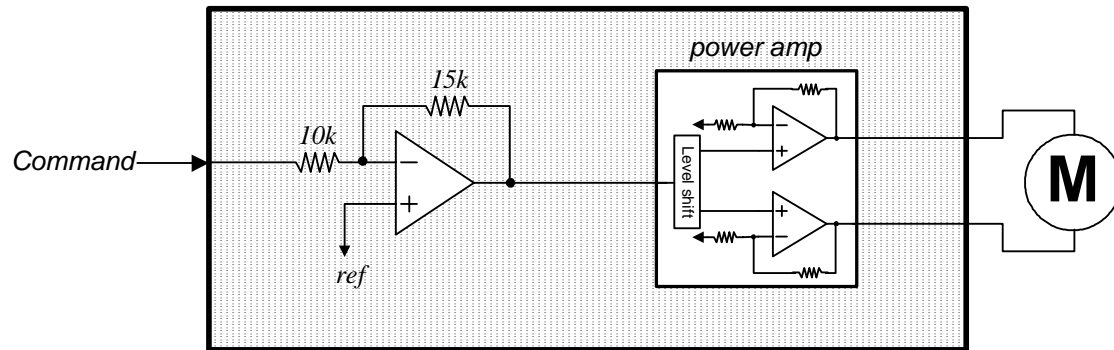 power amp
15k
10k
Command
ref
Level shift
M